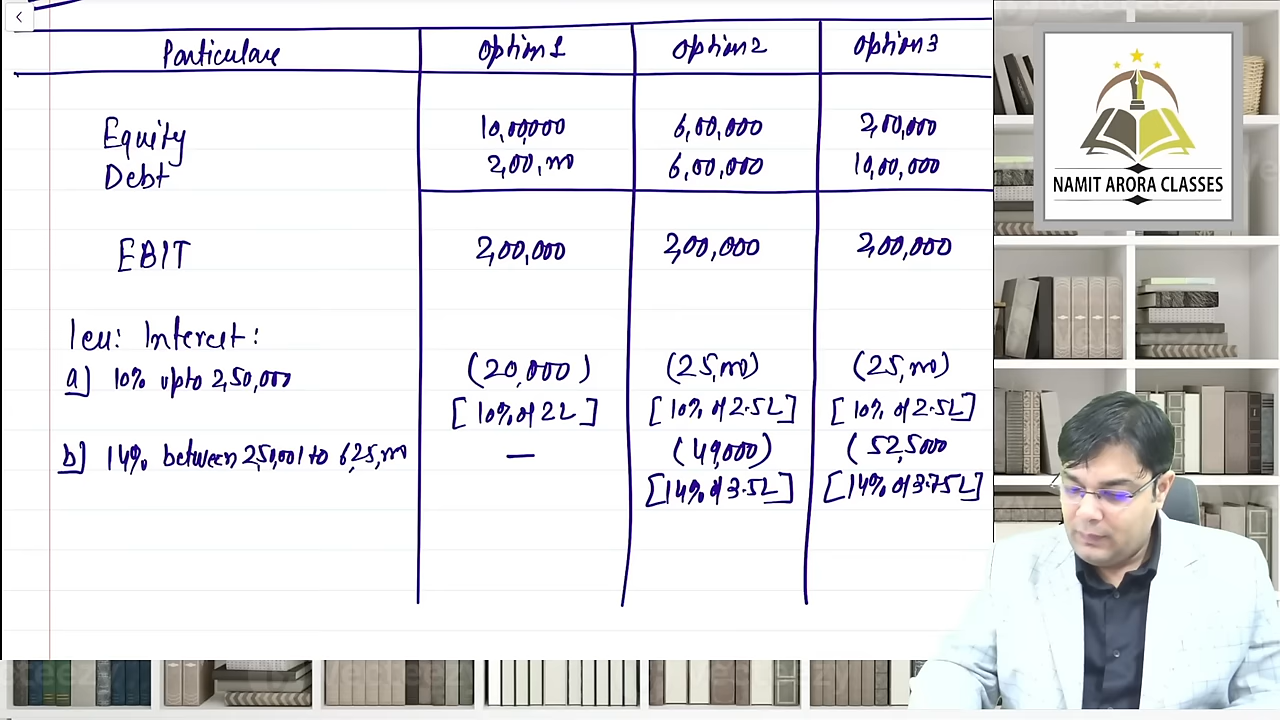 Particulars Option 1 Option 2 Option 3
Equity 10,00,000 6,00,000 2,00,000
Debt 2,00,000 6,00,000 10,00,000
EBIT 2,00,000 2,00,000 2,00,000
less: Interest:
a] 10% upto 2,50,000 (20,000) (25,000) (25,000)
[10% of 2L] [10% of 2.5L] [10% of 2.5L]
b] 14% between 2,50,001 to 6,25,000 — (49,000) (52,5000
[14% of 3.5L] [14% of 3.75L]
NAMIT ARORA CLASSES